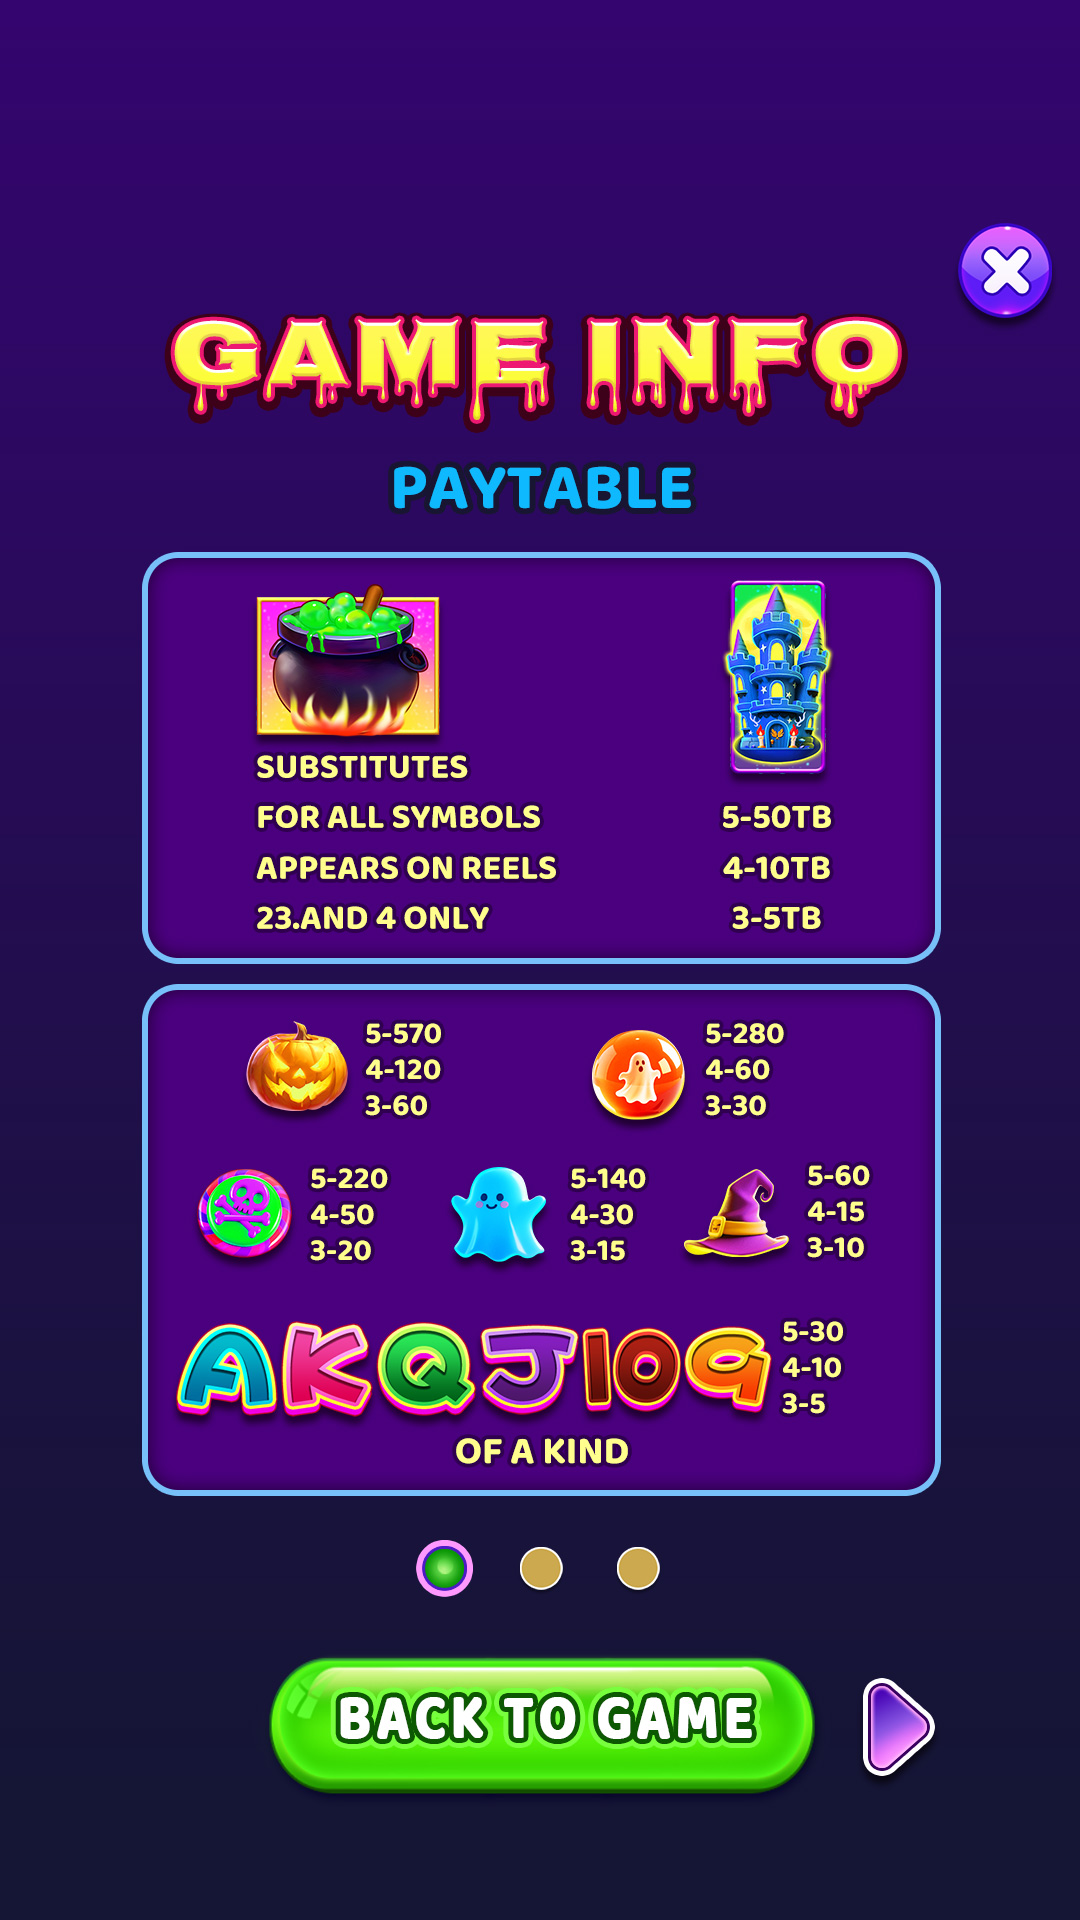 GAME INFO
PAYTABLE
SUBSTITUTES
FOR ALL SYMBOLS
APPEARS ON REELS
23.AND 4 ONLY
5-50TB
4-10TB
3-5TB
5-570
4-120
3-60
5-280
4-60
3-30
5-220
4-50
3-20
5-140
4-30
3-15
5-60
4-15
3-10
AKQJ109
5-30
4-10
3-5
OF A KIND
BACK TO GAME